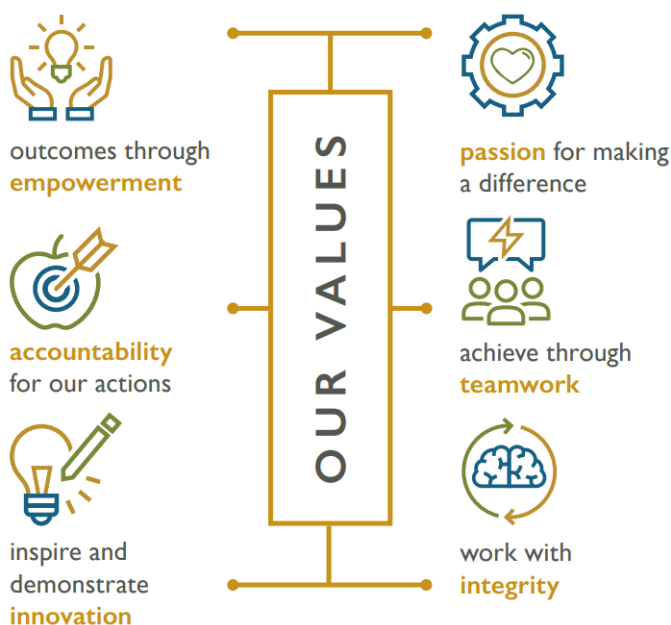 outcomes through
empowerment
accountability
for our actions
inspire and
demonstrate
innovation
OUR VALUES
passion for making
a difference
achieve through
teamwork
work with
integrity